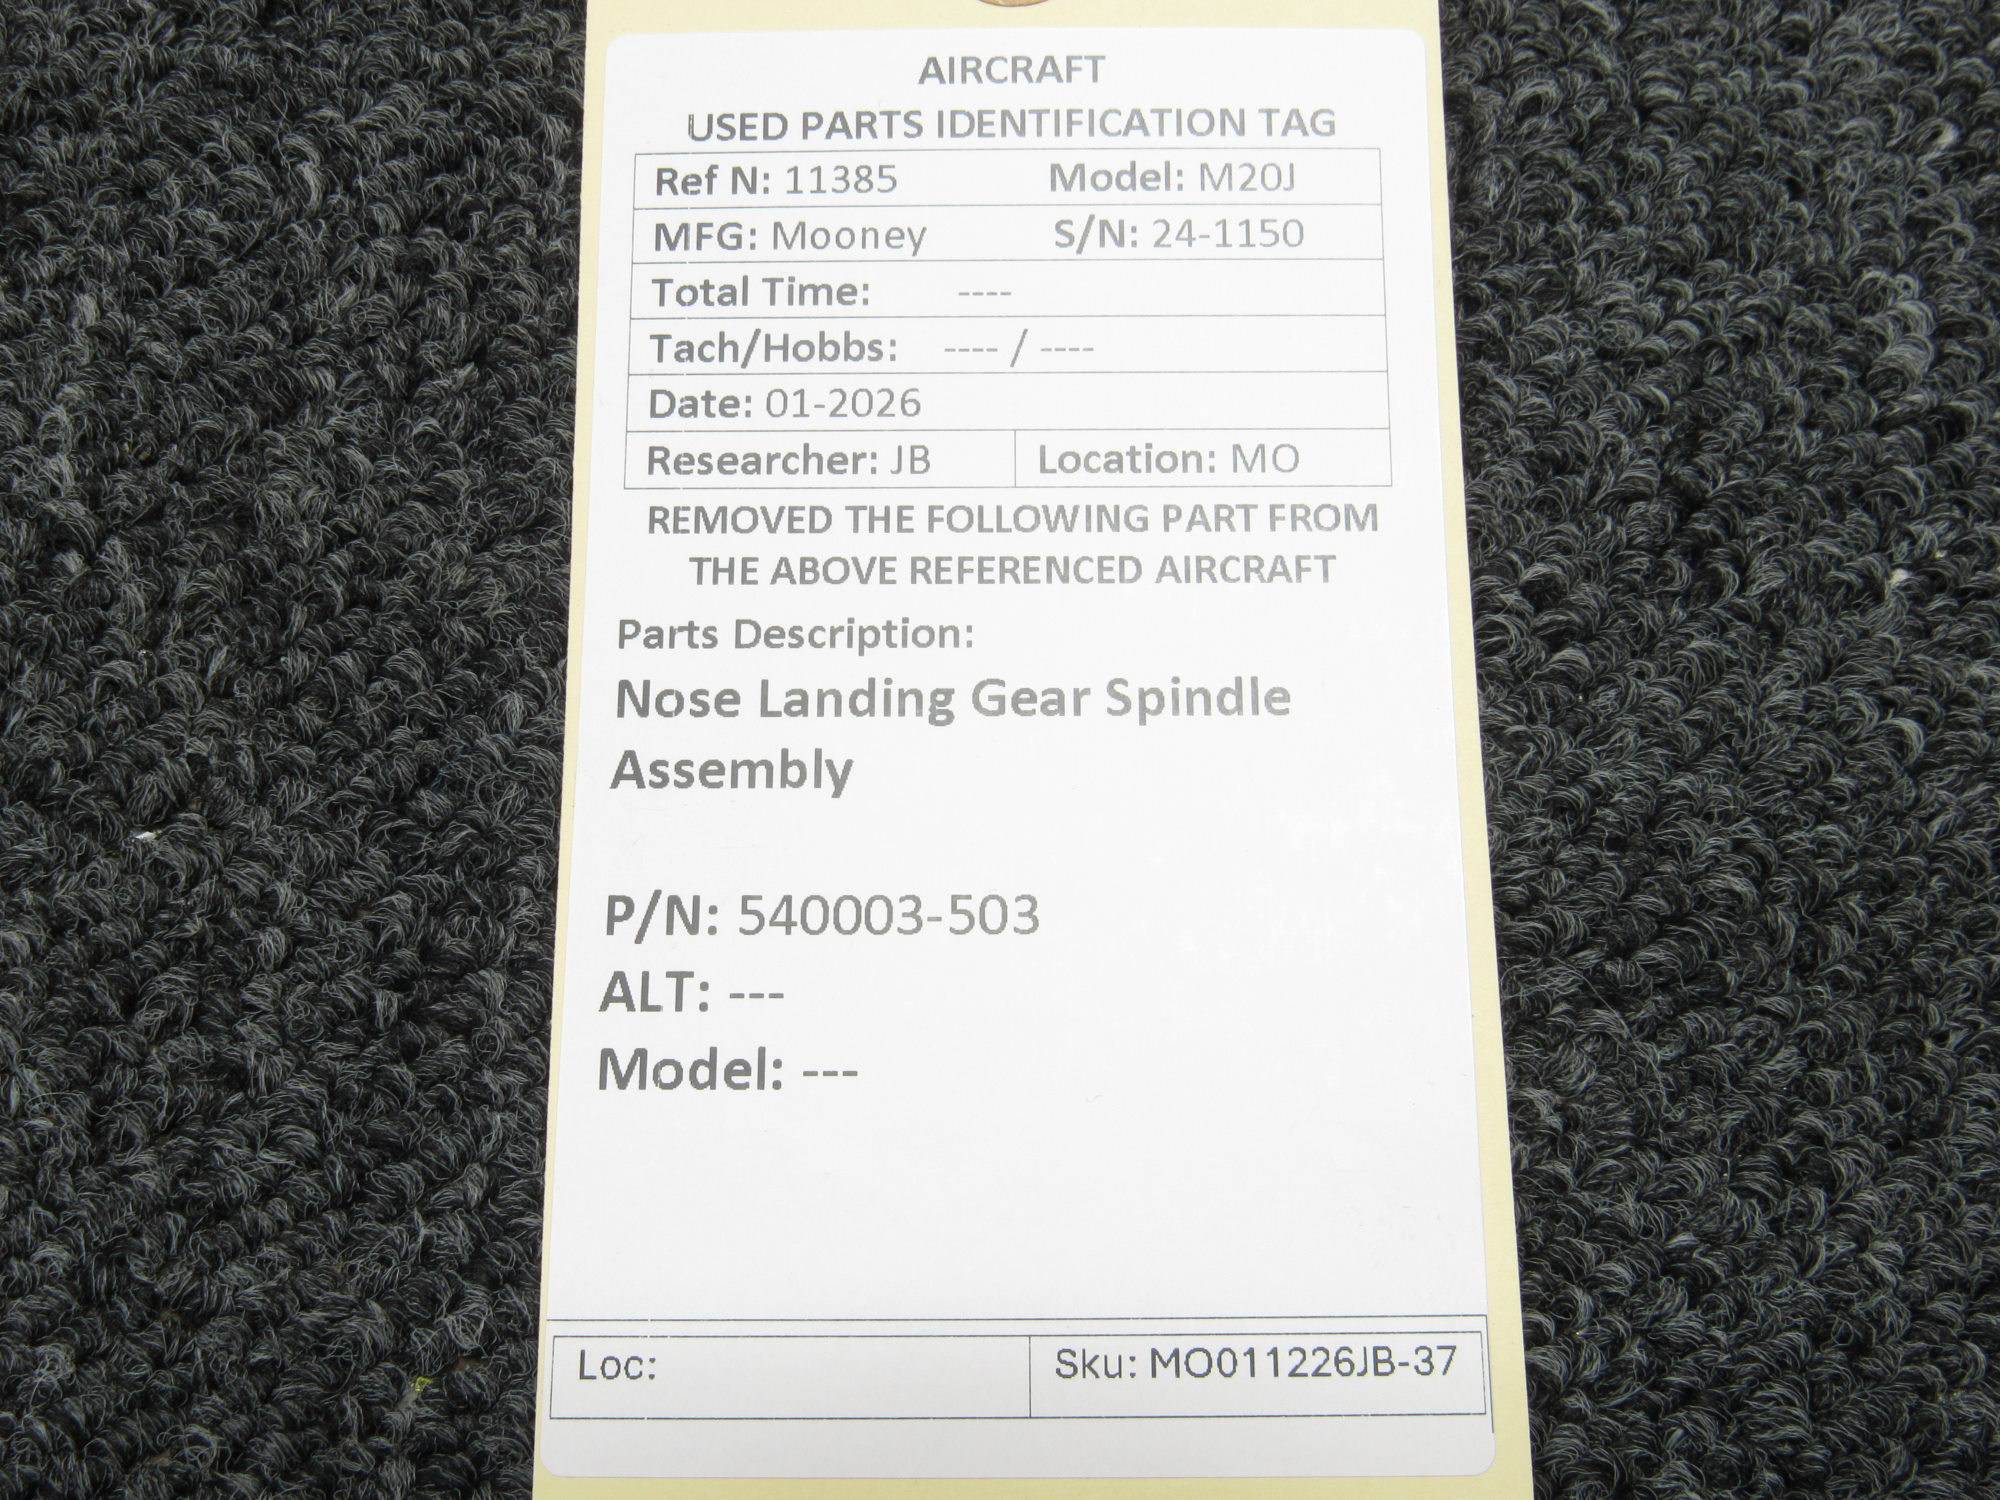 AIRCRAFT
USED PARTS IDENTIFICATION TAG
Ref N: 11385 Model: M20J
MFG: Mooney S/N: 24-1150
Total Time: ----
Tach/Hobbs: ---- / ----
Date: 01-2026
Researcher: JB Location: MO
REMOVED THE FOLLOWING PART FROM
THE ABOVE REFERENCED AIRCRAFT
Parts Description:
Nose Landing Gear Spindle
Assembly
P/N: 540003-503
ALT: ---
Model: ---
Loc: Sku: MO011226JB-37